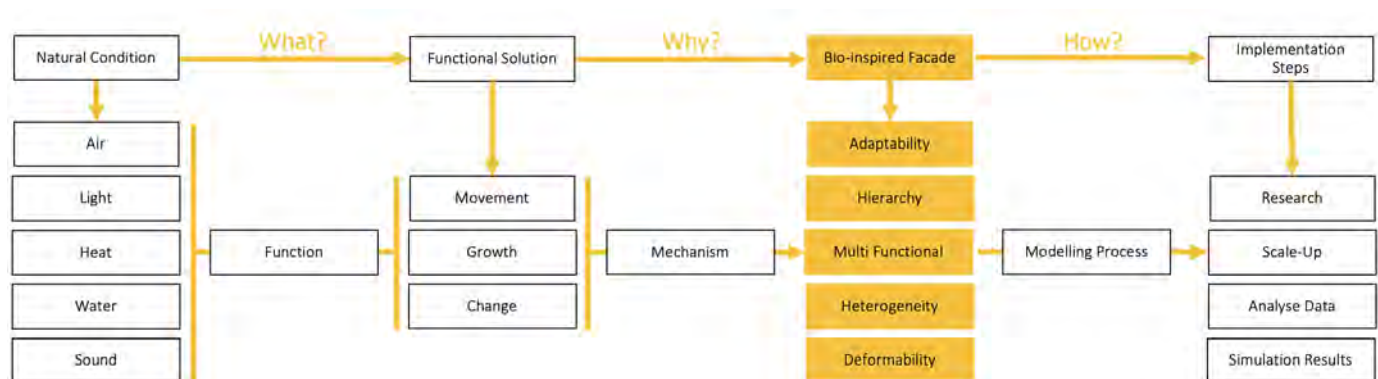 What?
Why?
How?
Natural Condition
Functional Solution
Bio-inspired Facade
Implementation
Steps
Air
Adaptability
Light
Movement
Hierarchy
Research
Heat
Function
Growth
Mechanism
Multi Functional
Modelling Process
Scale-Up
Water
Change
Heterogeneity
Analyse Data
Sound
Deformability
Simulation Results